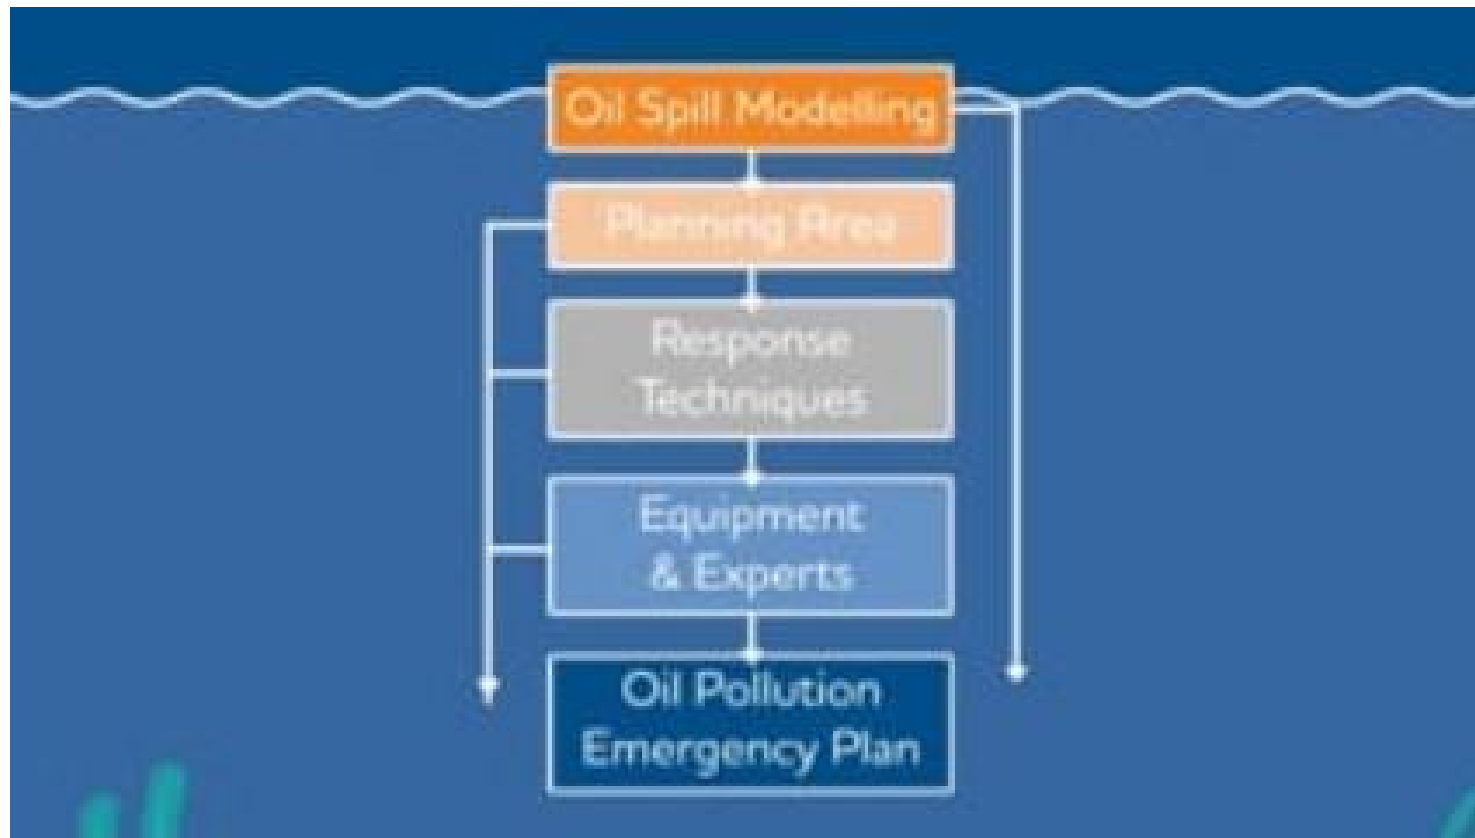 Oil Spill Modelling
Planning Area
Response
Techniques
Equipment
& Experts
Oil Pollution
Emergency Plan